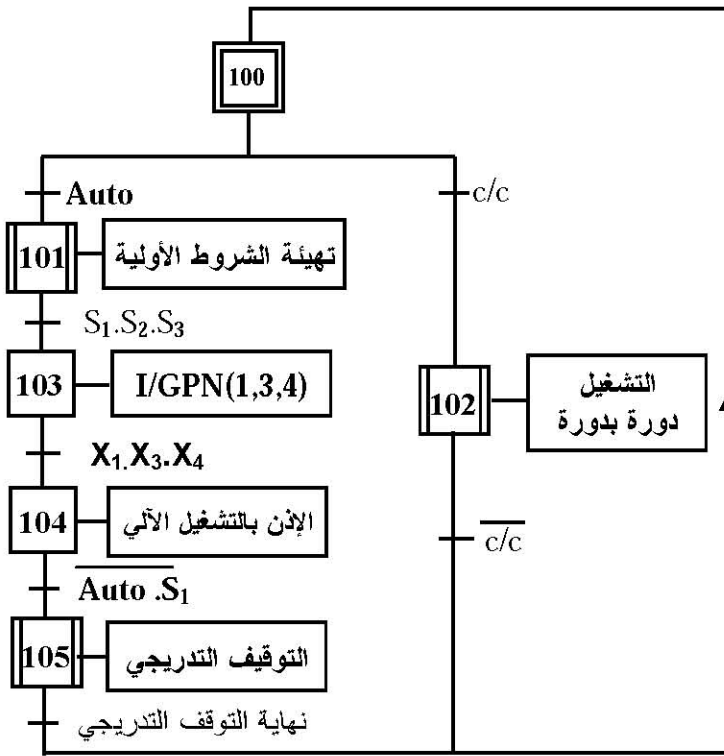 100
Auto
c/c
101
تهيئة الشروط الأولية
S₁.S₂.S₃
103
I/GPN(1,3,4)
102
التشغيل
دورة بدورة
X₁.X₃.X₄
104
الإذن بالتشغيل الآلي
c̅/̅c̅
A̅u̅t̅o̅ ̅.S₁
105
التوقيف التدريجي
نهاية التوقف التدريجي